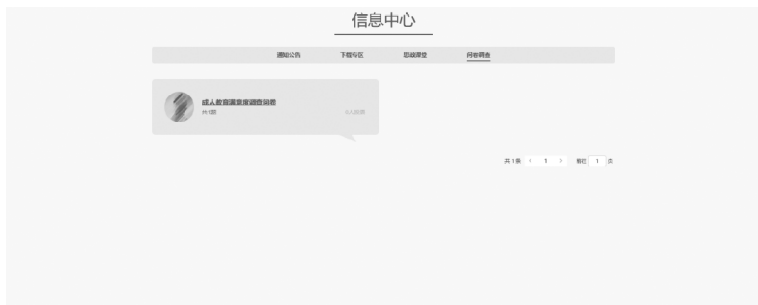 信息中心
通知公告 下载专区 思政课堂 问卷调查
成人教育满意度调查问卷
共1题
共 1 条 < 1 > 前往 1 页